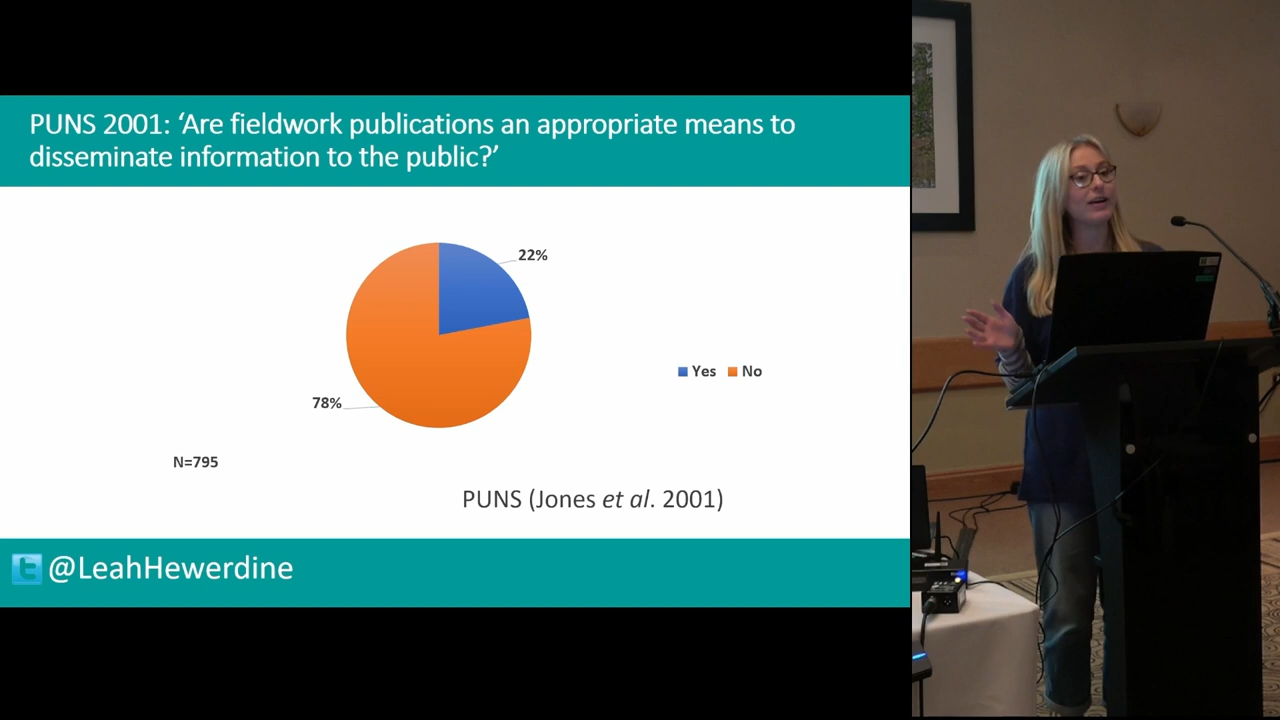 PUNS 2001: ‘Are fieldwork publications an appropriate means to
disseminate information to the public?’
22%
Yes No
78%
N=795
PUNS (Jones et al. 2001)
@LeahHewerdine